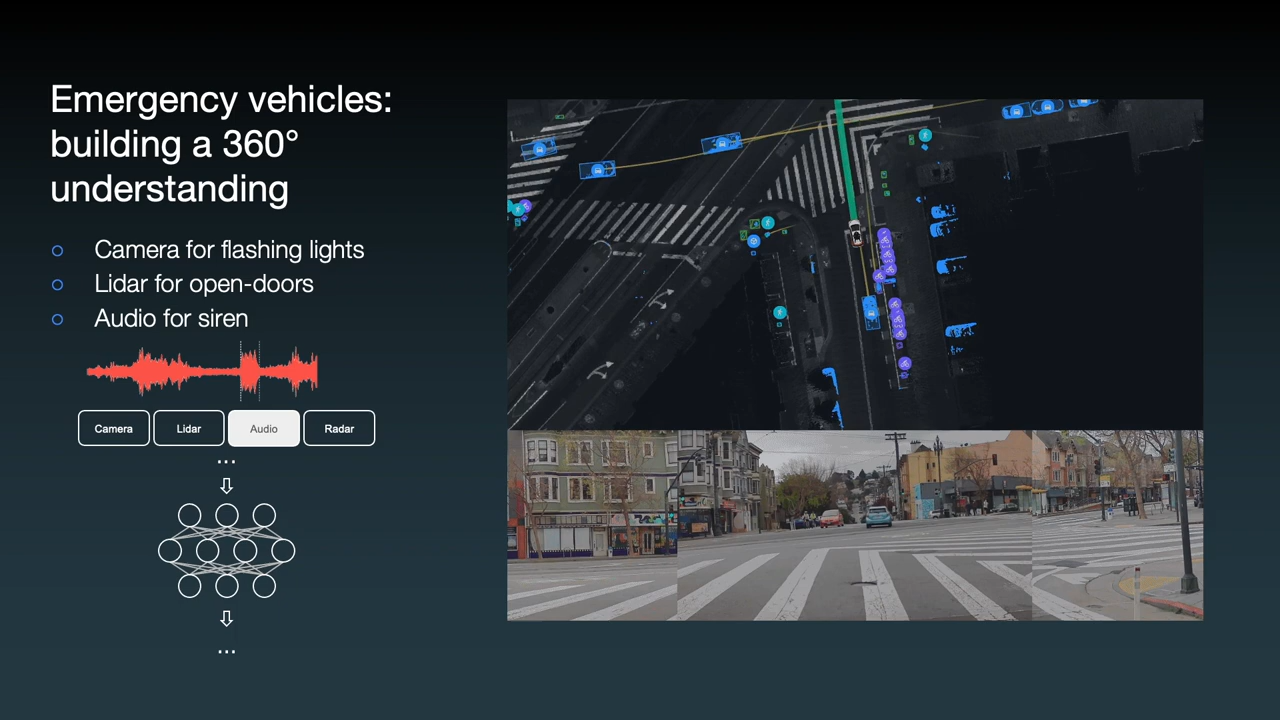 Emergency vehicles:
building a 360°
understanding
Camera for flashing lights
Lidar for open-doors
Audio for siren
Camera Lidar Audio Radar
...
...